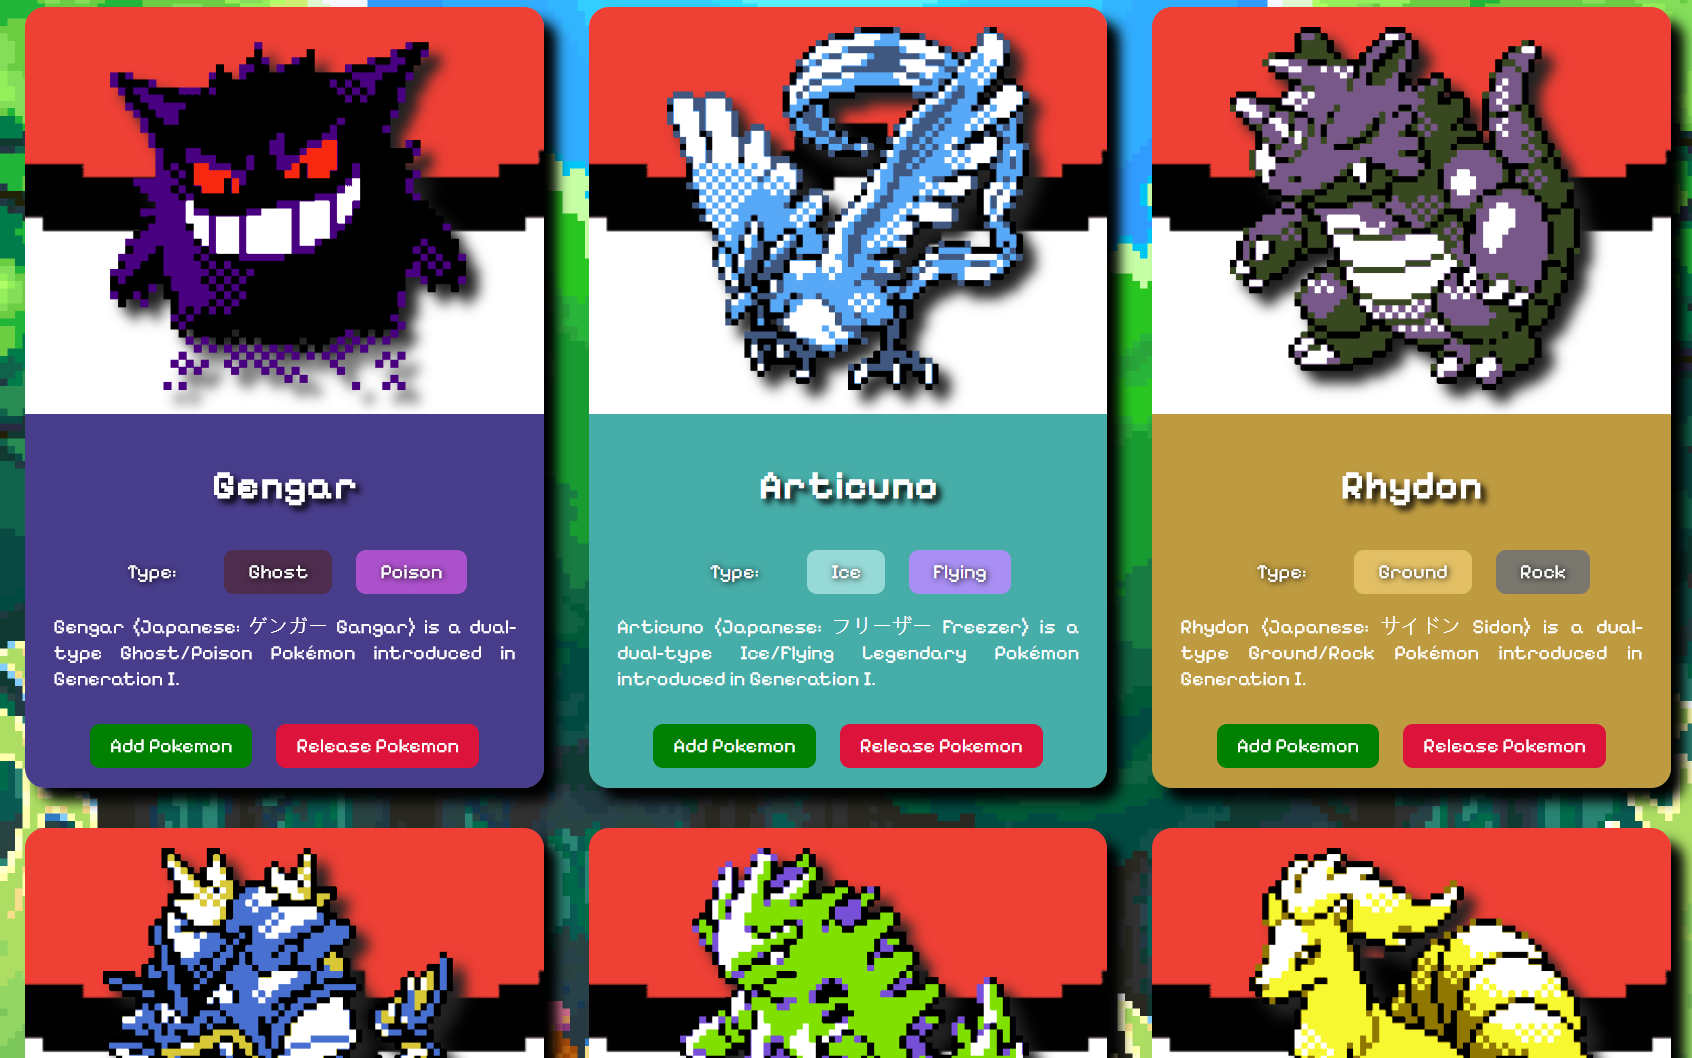 Gengar
Type: Ghost Poison
Gengar (Japanese: ゲンガー Gangar) is a dual-
type Ghost/Poison Pokémon introduced in
Generation I.
Add Pokemon Release Pokemon
Articuno
Type: Ice Flying
Articuno (Japanese: フリーザー Freezer) is a
dual-type Ice/Flying Legendary Pokémon
introduced in Generation I.
Add Pokemon Release Pokemon
Rhydon
Type: Ground Rock
Rhydon (Japanese: サイドン Sidon) is a dual-
type Ground/Rock Pokémon introduced in
Generation I.
Add Pokemon Release Pokemon